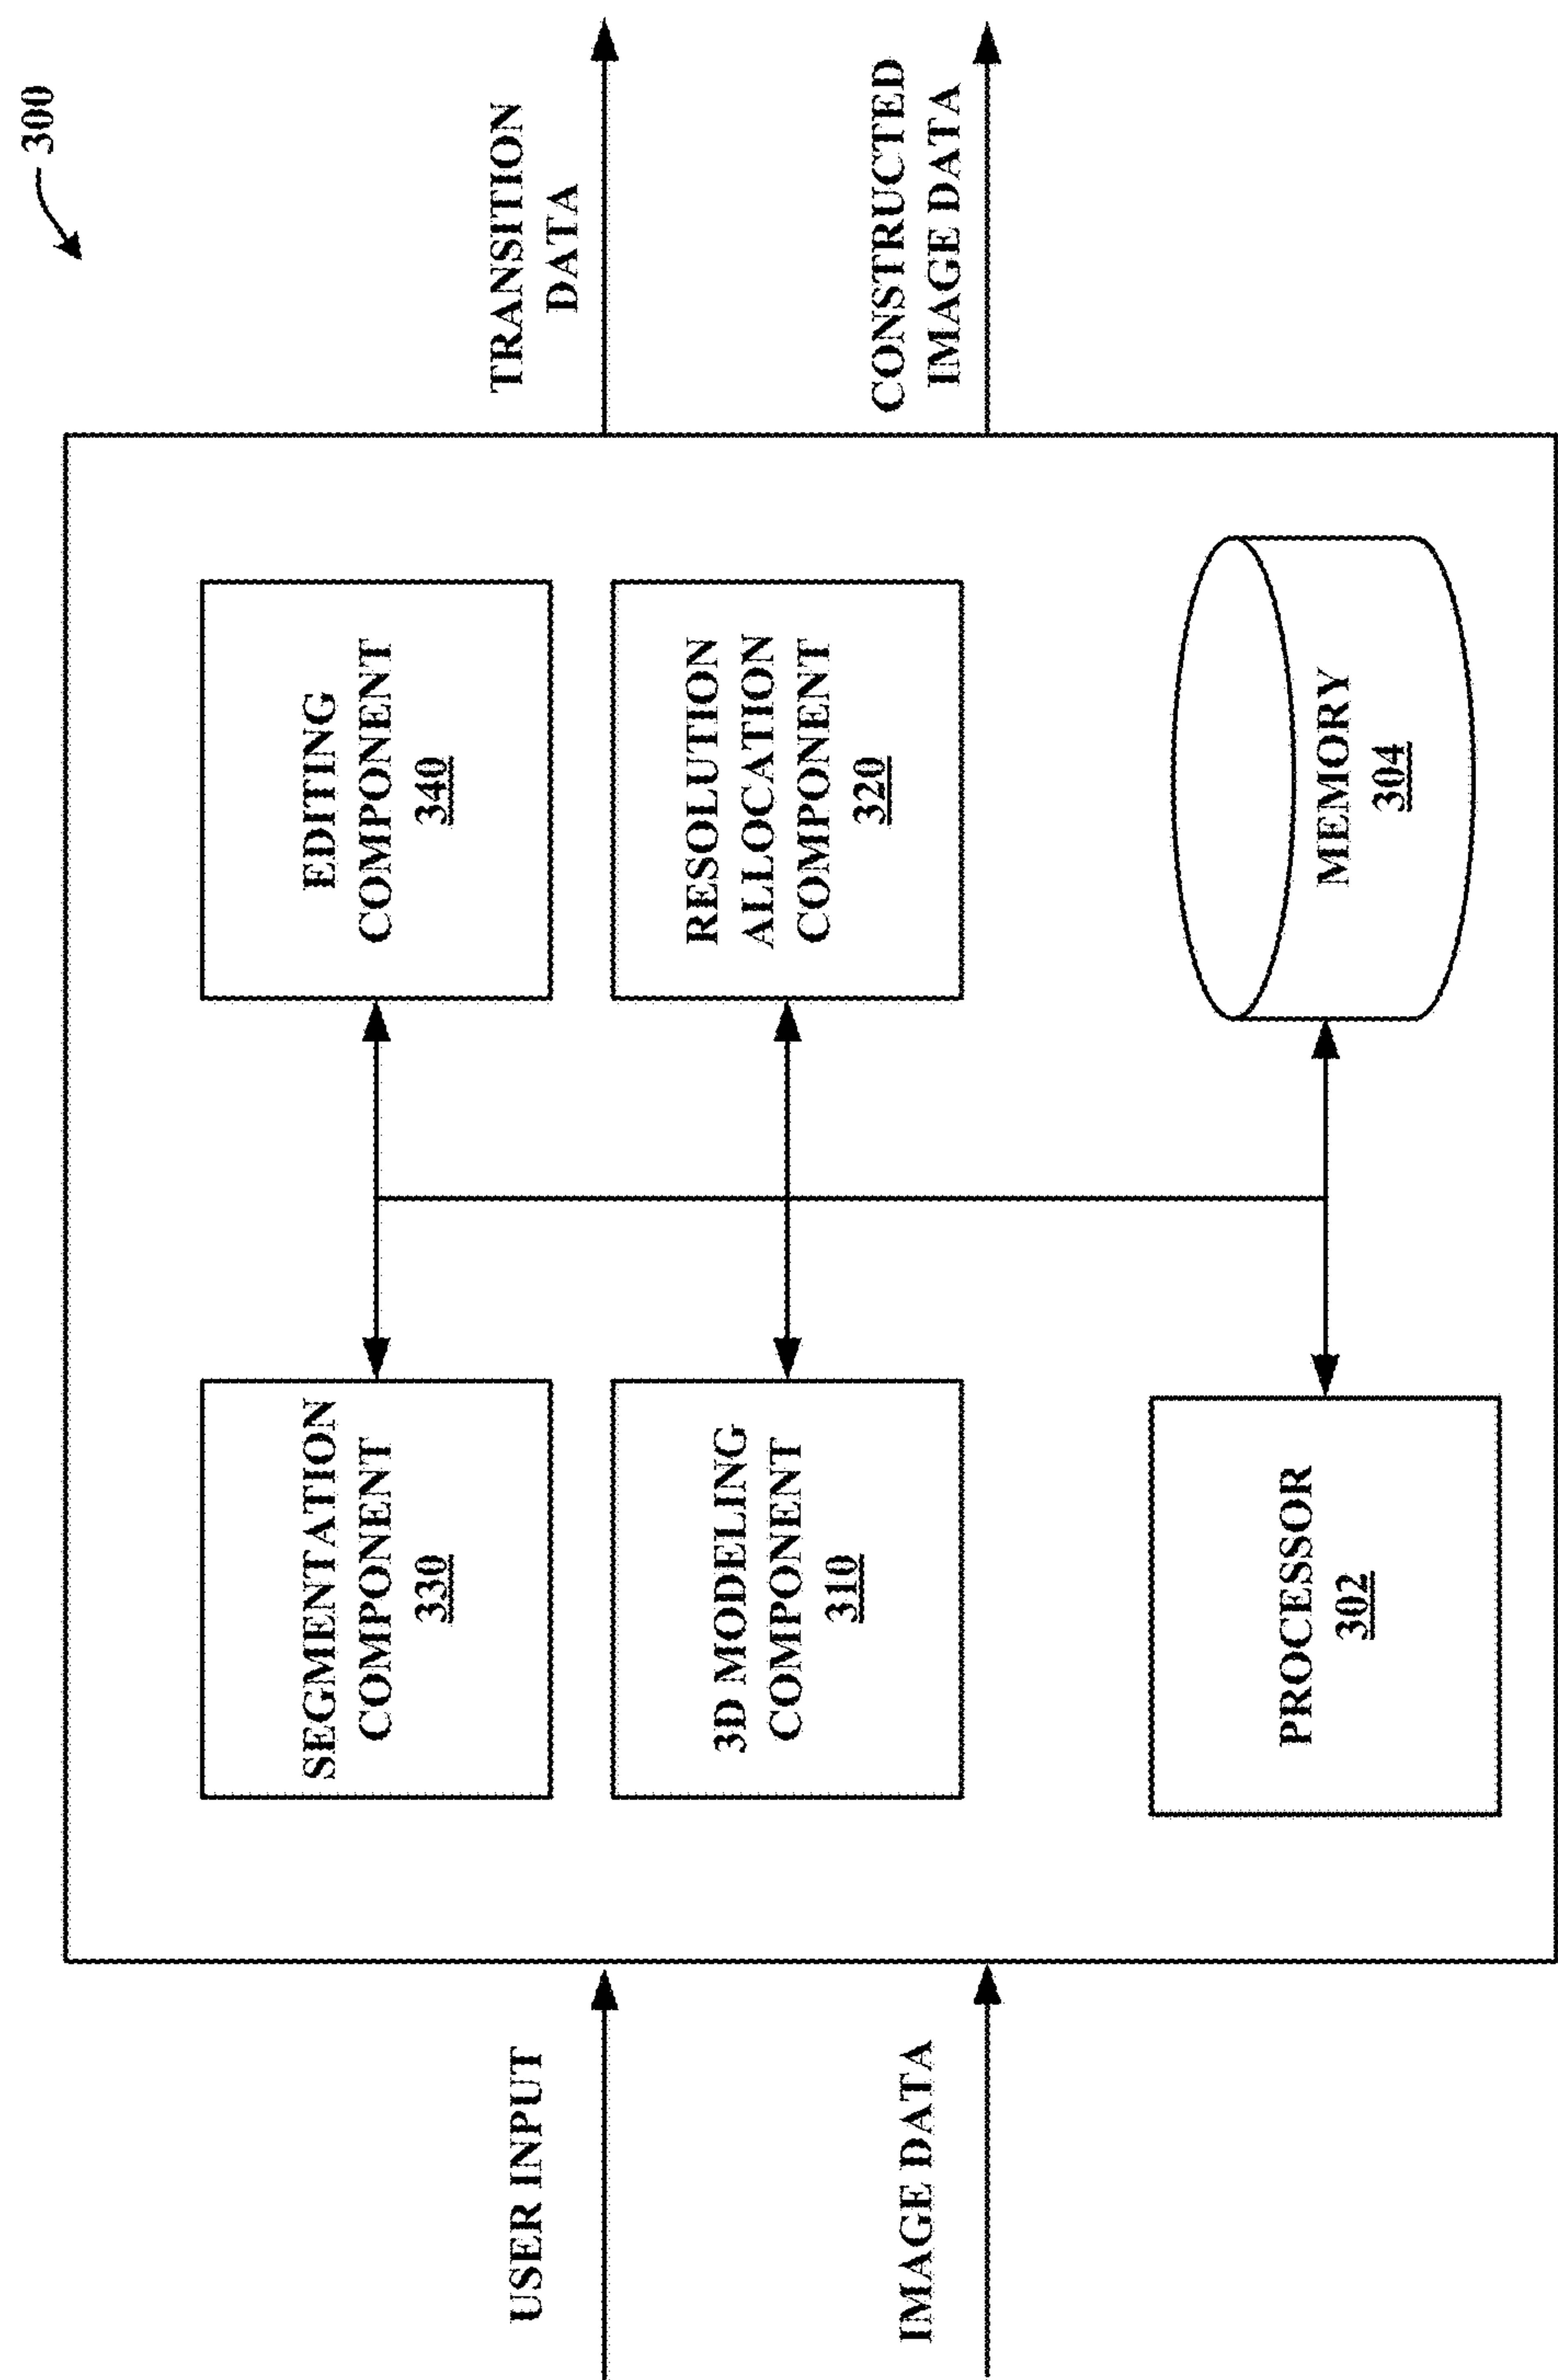 300
USER INPUT
IMAGE DATA
SEGMENTATION
COMPONENT
330
EDITING
COMPONENT
340
3D MODELING
COMPONENT
310
RESOLUTION
ALLOCATION
COMPONENT
320
PROCESSOR
302
MEMORY
304
TRANSITION
DATA
CONSTRUCTED
IMAGE DATA